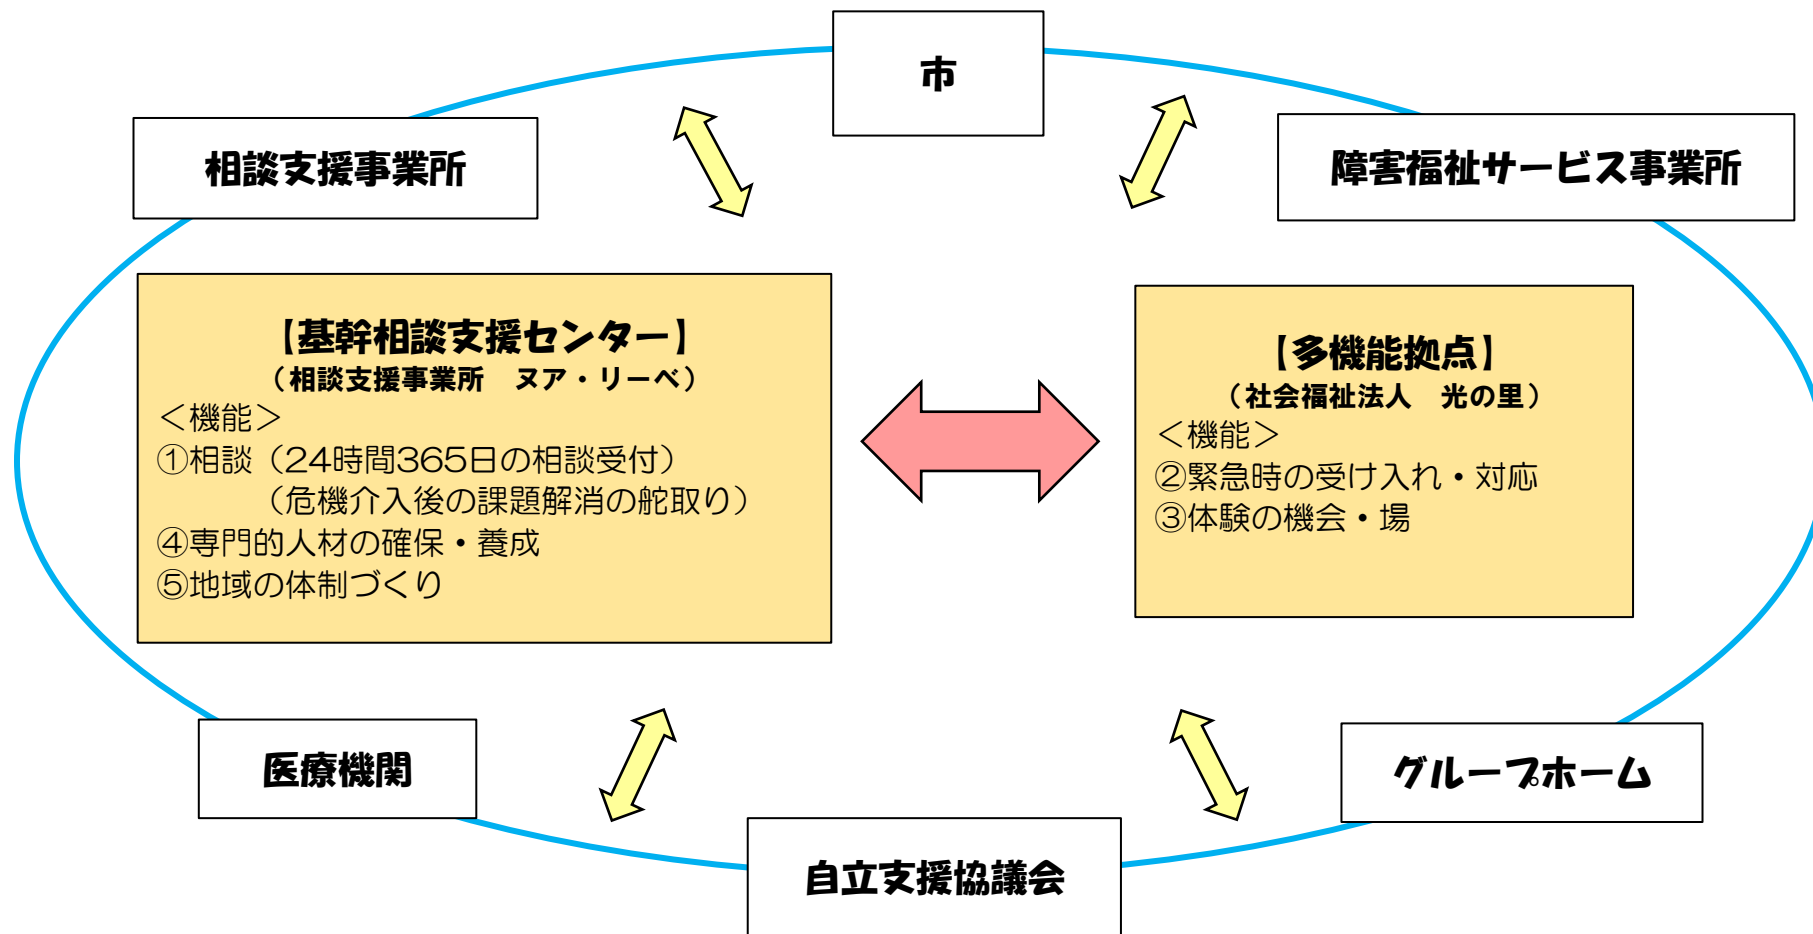 市
相談支援事業所
障害福祉サービス事業所
【基幹相談支援センター】
（相談支援事業所　ヌア・リーベ）
＜機能＞
①相談（24時間365日の相談受付）
（危機介入後の課題解消の舵取り）
④専門的人材の確保・養成
⑤地域の体制づくり
【多機能拠点】
（社会福祉法人　光の里）
＜機能＞
②緊急時の受け入れ・対応
③体験の機会・場
医療機関
グループホーム
自立支援協議会